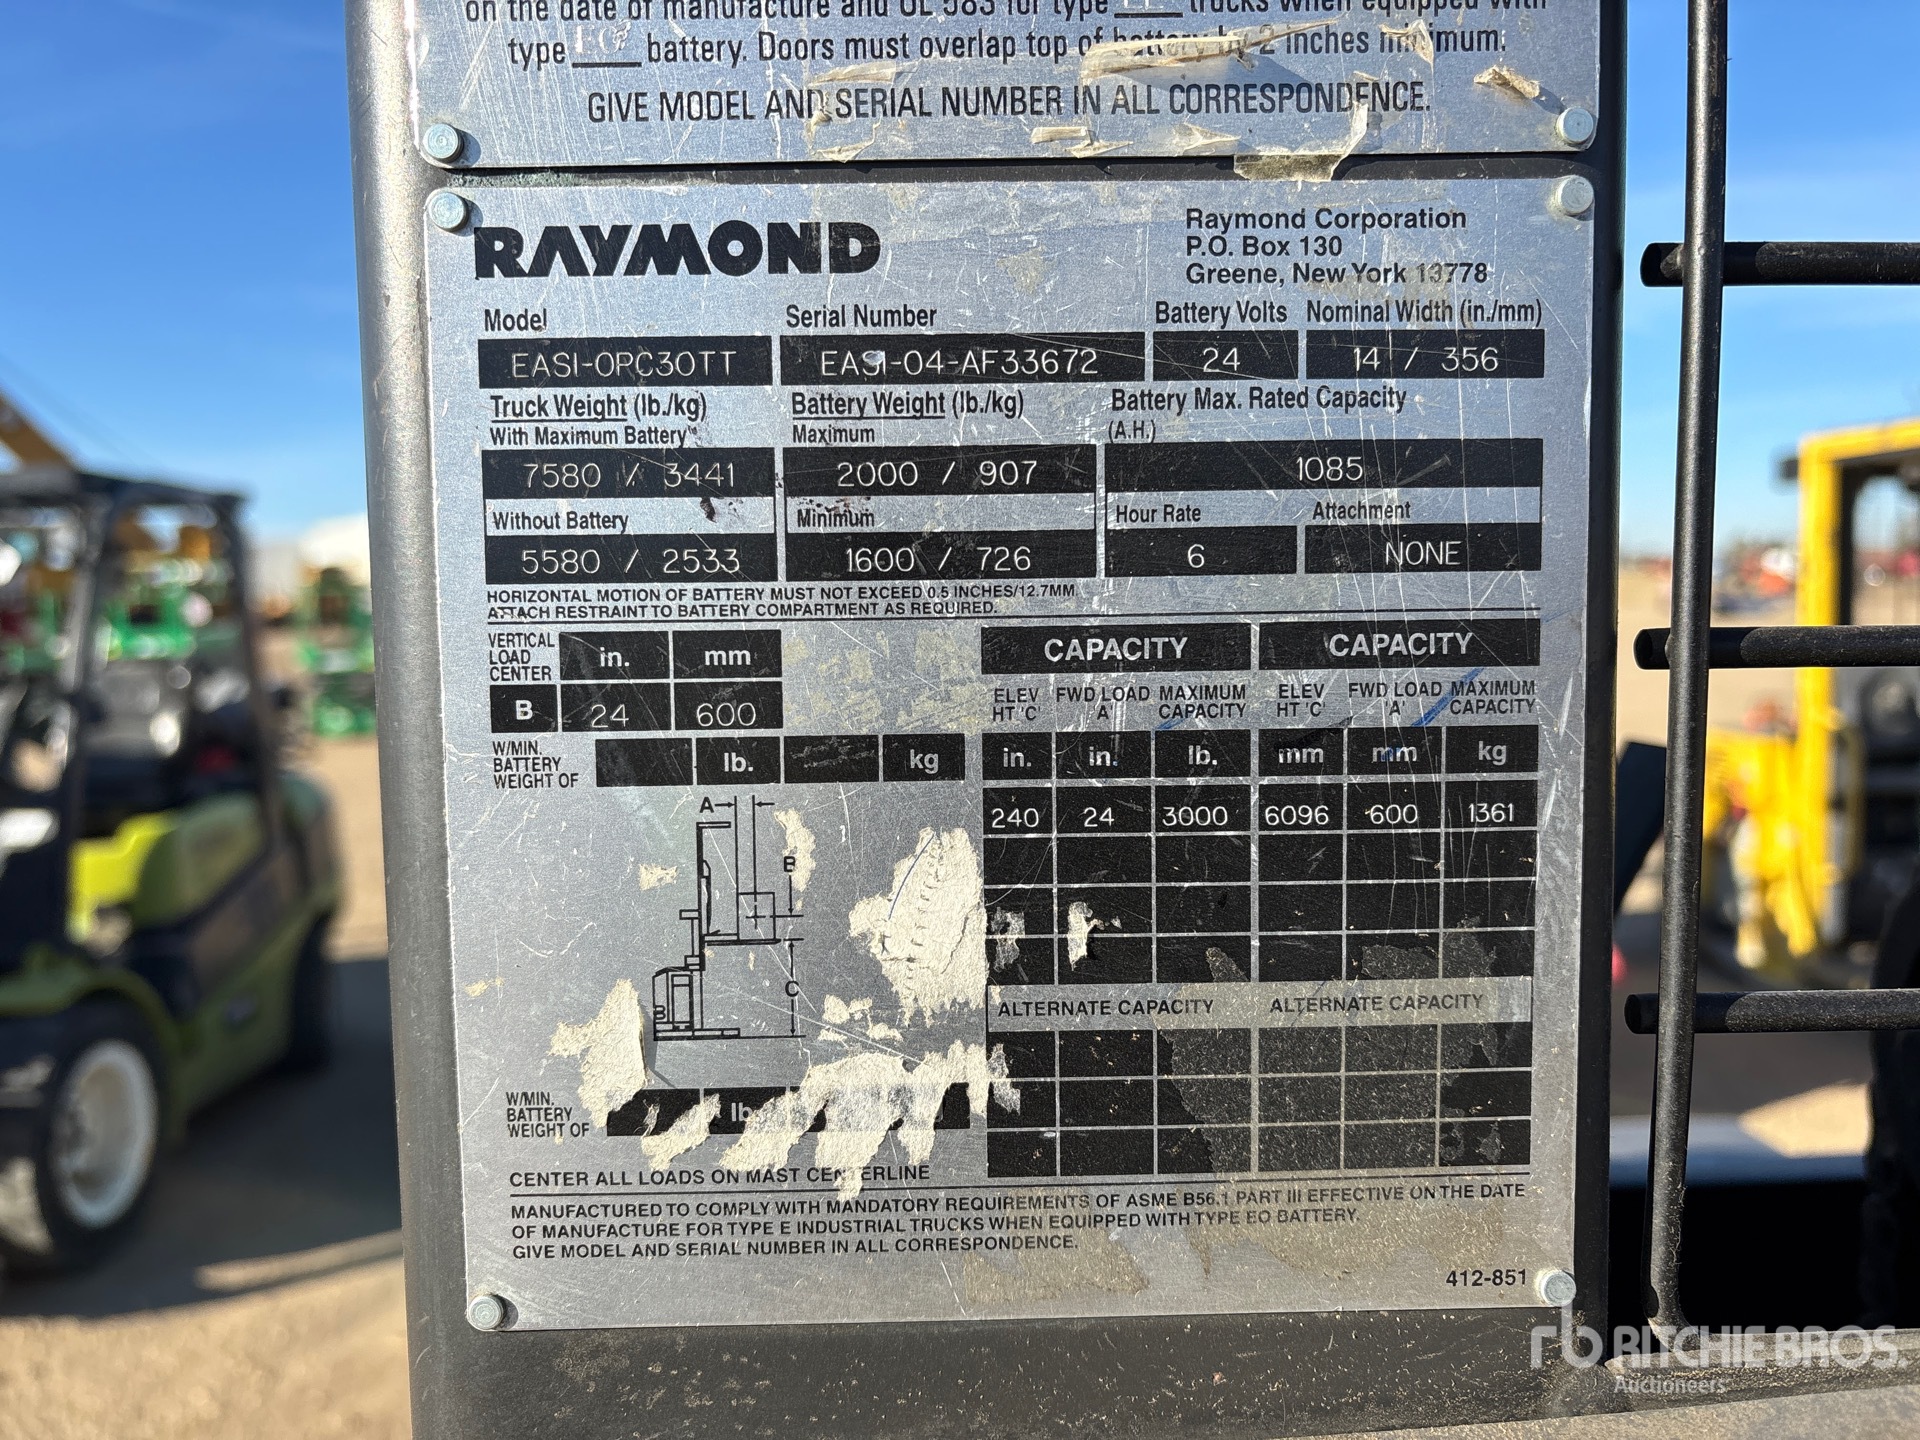 on the date of manufacture and UL 583 for type ___ trucks when equipped with
type EO battery. Doors must overlap top of battery by 2 inches minimum.
GIVE MODEL AND SERIAL NUMBER IN ALL CORRESPONDENCE.
RAYMOND
Raymond Corporation
P.O. Box 130
Greene, New York 13778
Model Serial Number Battery Volts Nominal Width (in./mm)
EASI-OPC30TT EASI-04-AF33672 24 14 / 356
Truck Weight (lb./kg) Battery Weight (lb./kg) Battery Max. Rated Capacity
With Maximum Battery Maximum (A.H.)
7580 / 3441 2000 / 907 1085
Without Battery Minimum Hour Rate Attachment
5580 / 2533 1600 / 726 6 NONE
HORIZONTAL MOTION OF BATTERY MUST NOT EXCEED 0.5 INCHES/12.7MM.
ATTACH RESTRAINT TO BATTERY COMPARTMENT AS REQUIRED.
VERTICAL
LOAD
CENTER
in. mm
B 24 600
W/MIN.
BATTERY
WEIGHT OF
lb. kg
CAPACITY CAPACITY
ELEV HT 'C' FWD LOAD 'A' MAXIMUM CAPACITY ELEV HT 'C' FWD LOAD 'A' MAXIMUM CAPACITY
in. in. lb. mm mm kg
240 24 3000 6096 600 1361
A
B
C
ALTERNATE CAPACITY ALTERNATE CAPACITY
W/MIN.
BATTERY
WEIGHT OF
lb.
CENTER ALL LOADS ON MAST CENTERLINE
MANUFACTURED TO COMPLY WITH MANDATORY REQUIREMENTS OF ASME B56.1 PART III EFFECTIVE ON THE DATE
OF MANUFACTURE FOR TYPE E INDUSTRIAL TRUCKS WHEN EQUIPPED WITH TYPE EO BATTERY.
GIVE MODEL AND SERIAL NUMBER IN ALL CORRESPONDENCE.
412-851
rb RITCHIE BROS.
Auctioneers